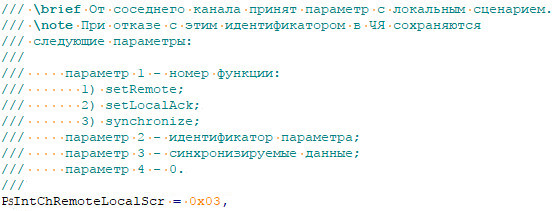 /// \brief От соседнего канала принят параметр с локальным сценарием.
/// \note При отказе с этим идентификатором в ЧЯ сохраняются
/// следующие параметры:
///
/// параметр 1 - номер функции:
/// 1) setRemote;
/// 2) setLocalAck;
/// 3) synchronize;
/// параметр 2 - идентификатор параметра;
/// параметр 3 - синхронизируемые данные;
/// параметр 4 - 0.
///
PsIntChRemoteLocalScr = 0x03,